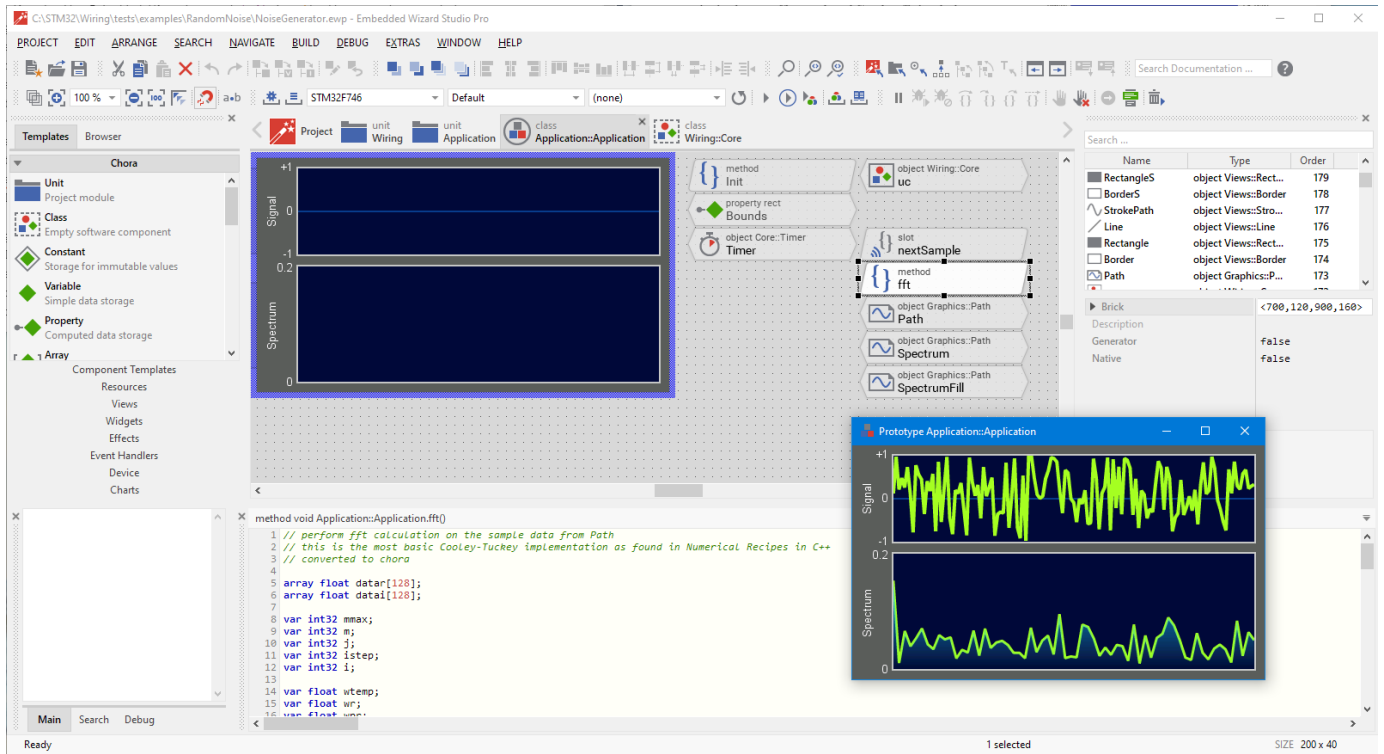 C:\STM32\Wiring\tests\examples\RandomNoise\NoiseGenerator.ewp - Embedded Wizard Studio Pro
PROJECT EDIT ARRANGE SEARCH NAVIGATE BUILD DEBUG EXTRAS WINDOW HELP
Search Documentation ...
100 % a•b STM32F746 Default (none)
Templates Browser
Project
unit
Wiring
unit
Application
class
Application::Application
class
Wiring::Core
Chora
Unit
Project module
Class
Empty software component
Constant
Storage for immutable values
Variable
Simple data storage
Property
Computed data storage
Array
Component Templates
Resources
Views
Widgets
Effects
Event Handlers
Device
Charts
+1
Signal
0
-1
0.2
Spectrum
0
method
Init
property rect
Bounds
object Core::Timer
Timer
object Wiring::Core
uc
slot
nextSample
method
fft
object Graphics::Path
Path
object Graphics::Path
Spectrum
object Graphics::Path
SpectrumFill
Search ...
Name Type Order
RectangleS object Views::Rect... 179
BorderS object Views::Border 178
StrokePath object Views::Stro... 177
Line object Views::Line 176
Rectangle object Views::Rect... 175
Border object Views::Border 174
Path object Graphics::P... 173
Brick <700,120,900,160>
Description
Generator false
Native false
Prototype Application::Application
+1
Signal
0
-1
0.2
Spectrum
0
method void Application::Application.fft()
1 // perform fft calculation on the sample data from Path
2 // this is the most basic Cooley-Tuckey implementation as found in Numerical Recipes in C++
3 // converted to chora
4
5 array float datar[128];
6 array float datai[128];
7
8 var int32 mmax;
9 var int32 m;
10 var int32 j;
11 var int32 istep;
12 var int32 i;
13
14 var float wtemp;
15 var float wr;
16 var float wpr;
Main Search Debug
Ready
1 selected
SIZE 200 x 40